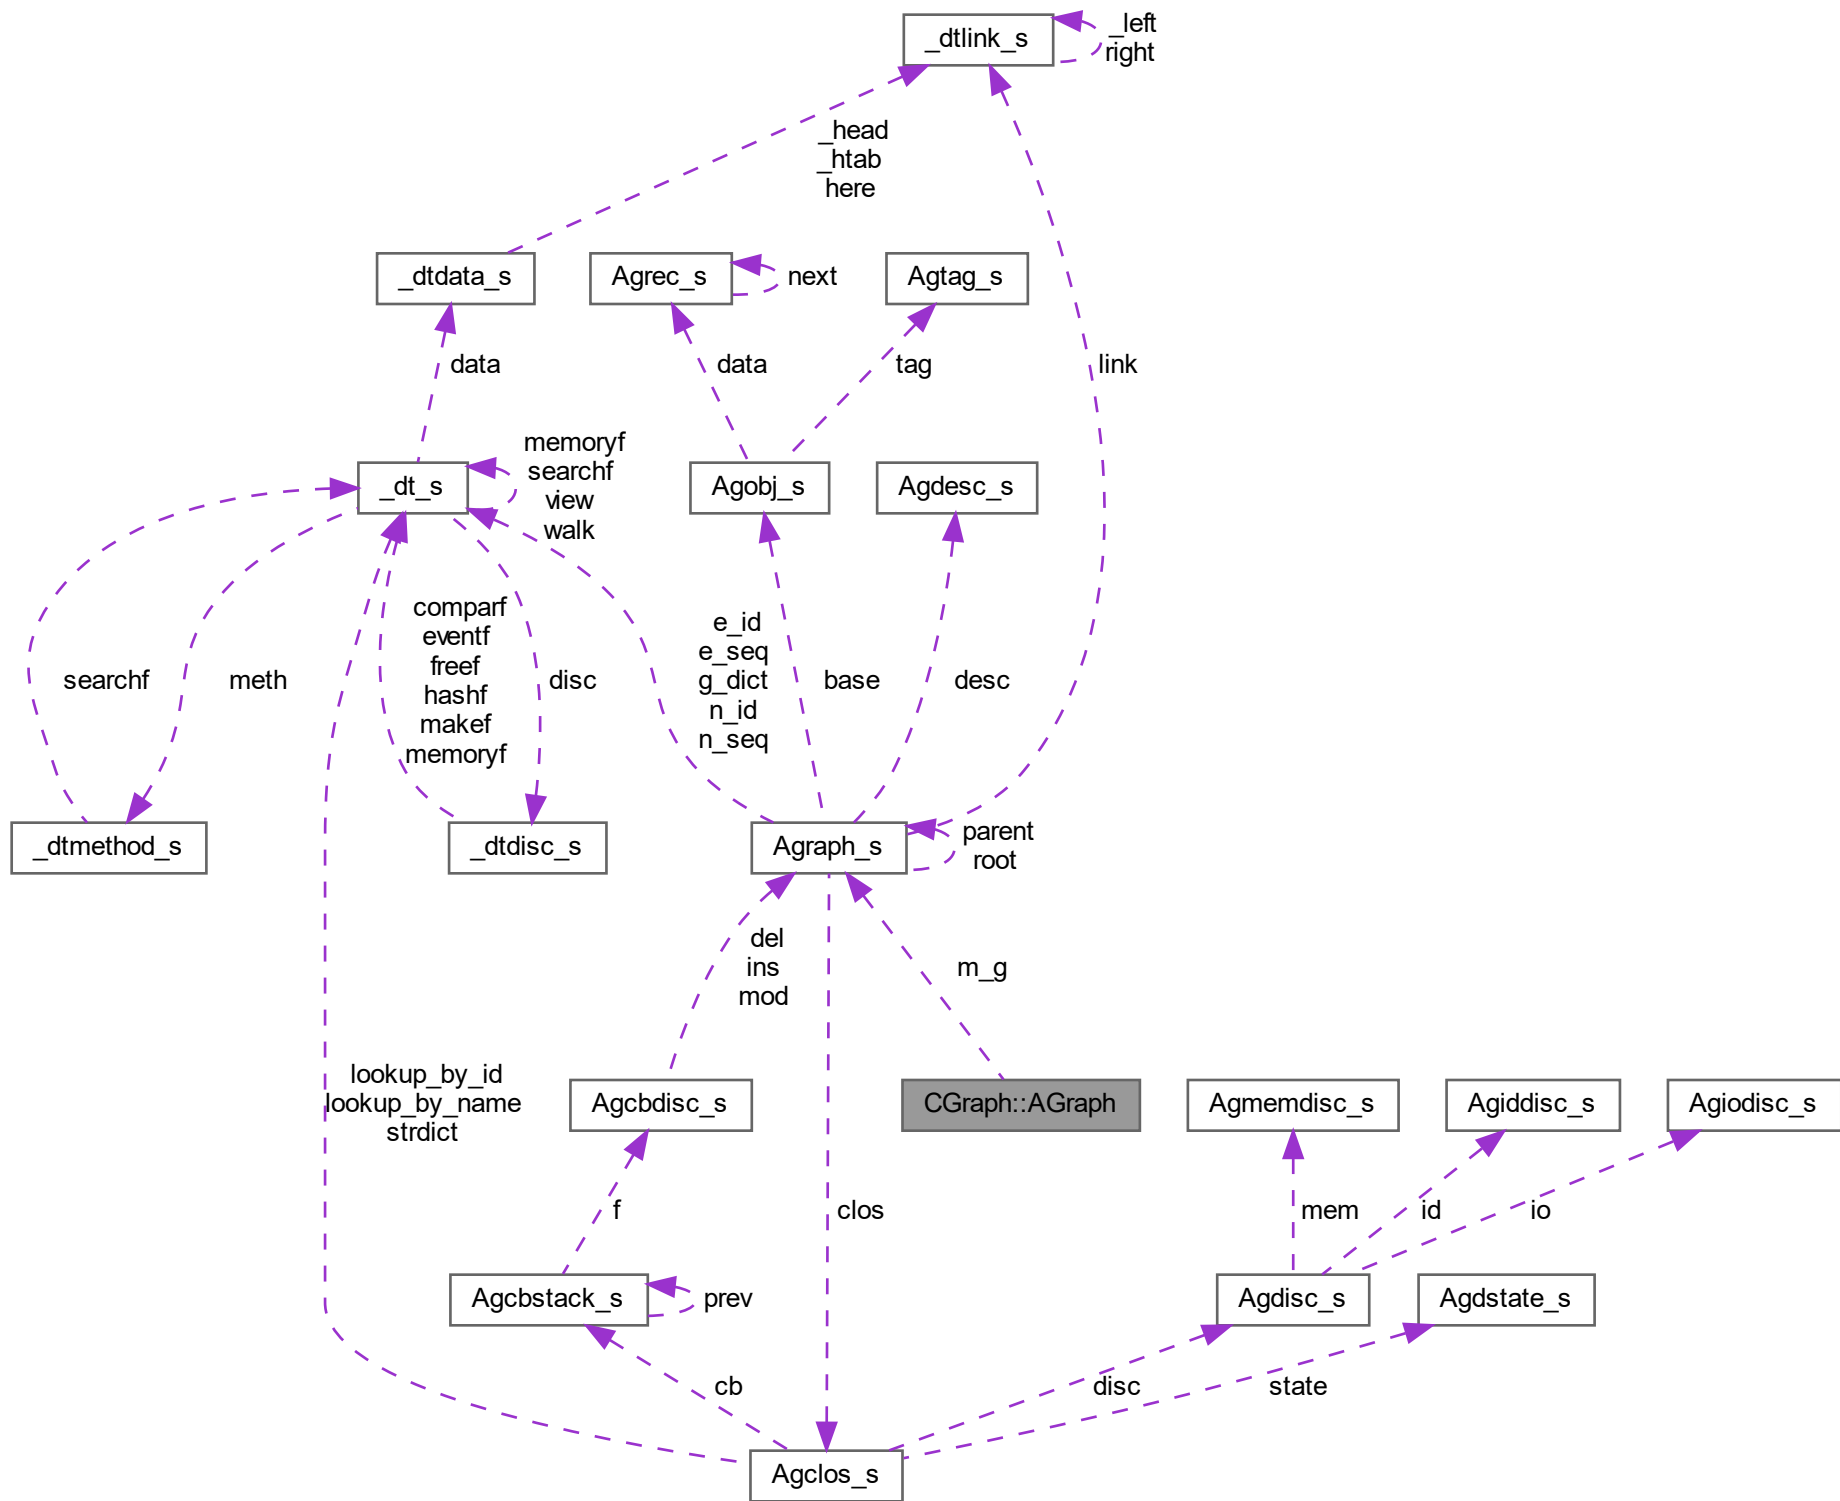 _dtlink_s
_left
right
_head
_htab
here
_dtdata_s
Agrec_s
next
Agtag_s
data
data
tag
link
memoryf
searchf
view
walk
_dt_s
Agobj_s
Agdesc_s
comparf
eventf
freef
hashf
makef
memoryf
searchf
meth
disc
e_id
e_seq
g_dict
n_id
n_seq
base
desc
_dtmethod_s
_dtdisc_s
Agraph_s
parent
root
del
ins
mod
m_g
lookup_by_id
lookup_by_name
strdict
Agcbdisc_s
CGraph::AGraph
Agmemdisc_s
Agiddisc_s
Agiodisc_s
f
clos
mem
id
io
Agcbstack_s
prev
Agdisc_s
Agdstate_s
cb
disc
state
Agclos_s